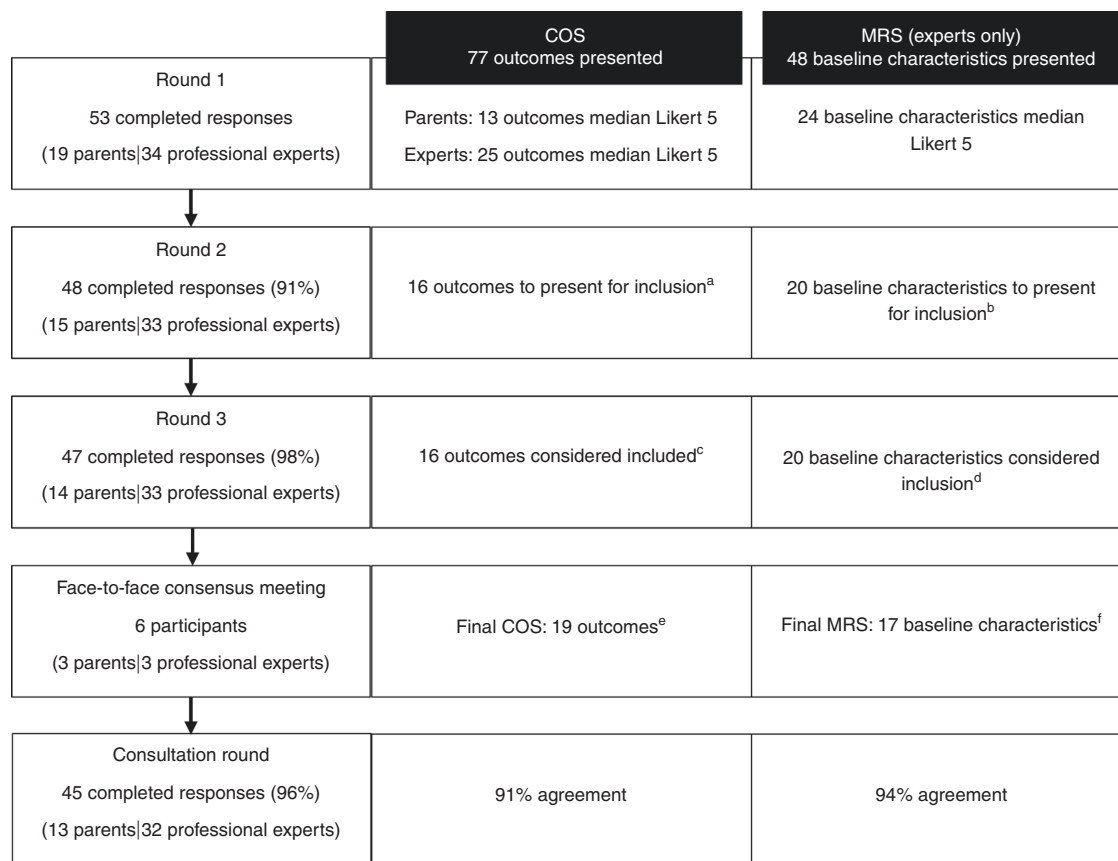 COS
77 outcomes presented
MRS (experts only)
48 baseline characteristics presented
Round 1
53 completed responses
(19 parents|34 professional experts)
Parents: 13 outcomes median Likert 5
Experts: 25 outcomes median Likert 5
24 baseline characteristics median
Likert 5
Round 2
48 completed responses (91%)
(15 parents|33 professional experts)
16 outcomes to present for inclusionᵃ
20 baseline characteristics to present
for inclusionᵇ
Round 3
47 completed responses (98%)
(14 parents|33 professional experts)
16 outcomes considered includedᶜ
20 baseline characteristics considered
inclusionᵈ
Face-to-face consensus meeting
6 participants
(3 parents|3 professional experts)
Final COS: 19 outcomesᵉ
Final MRS: 17 baseline characteristicsᶠ
Consultation round
45 completed responses (96%)
(13 parents|32 professional experts)
91% agreement
94% agreement